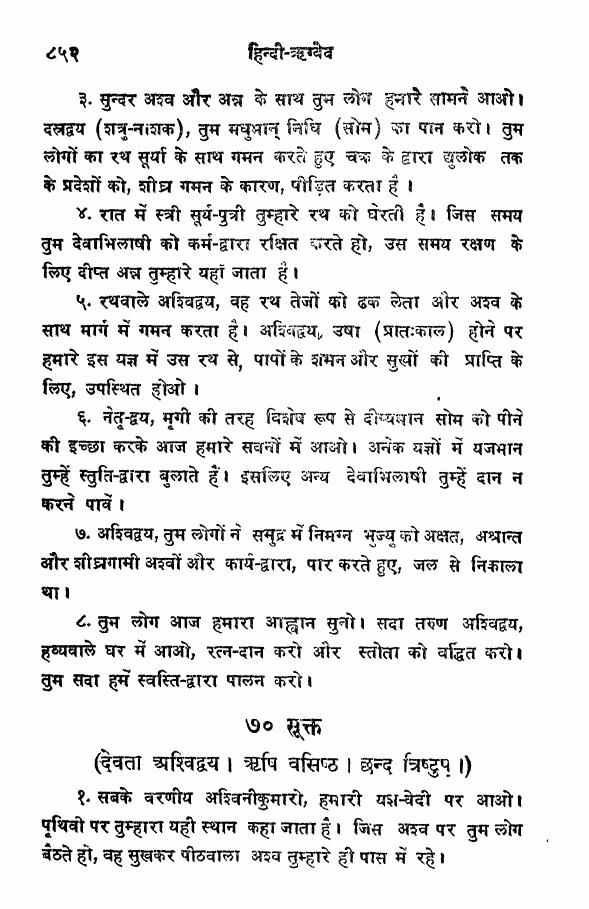 ८५२ हिन्दी-ऋग्वेद
३. सुन्दर अश्व और अन्न के साथ तुम लोग हमारे सामने आओ।
दस्रद्वय (शत्रु-नाशक), तुम मधुमान् निधि (सोम) का पान करो। तुम
लोगों का रथ सूर्या के साथ गमन करते हुए चक्र के द्वारा द्युलोक तक
के प्रदेशों को, शीघ्र गमन के कारण, पीड़ित करता है।
४. रात में स्त्री सूर्य-पुत्री तुम्हारे रथ को घेरती है। जिस समय
तुम देवाभिलाषी को कर्म-द्वारा रक्षित करते हो, उस समय रक्षण के
लिए दीप्त अन्न तुम्हारे यहाँ जाता है।
५. रथवाले अश्विद्वय, वह रथ तेजों को ढक लेता और अश्व के
साथ मार्ग में गमन करता है। अश्विद्वय, उषा (प्रातःकाल) होने पर
हमारे इस यज्ञ में उस रथ से, पापों के शमन और सुखों की प्राप्ति के
लिए, उपस्थित होओ।
६. नेतृ-द्वय, मृगी की तरह विशेष रूप से दीप्यमान सोम को पीने
की इच्छा करके आज हमारे सवनों में आओ। अनेक यज्ञों में यजमान
तुम्हें स्तुति-द्वारा बुलाते हैं। इसलिए अन्य देवाभिलाषी तुम्हें दान न
करने पावें।
७. अश्विद्वय, तुम लोगों ने समुद्र में निमग्न भुज्यु को अक्षत, अश्रान्त
और शीघ्रगामी अश्वों और कार्य-द्वारा, पार करते हुए, जल से निकाला
था।
८. तुम लोग आज हमारा आह्वान सुनो। सदा तरुण अश्विद्वय,
हव्यवाले घर में आओ, रत्न-दान करो और स्तोता को वर्द्धित करो।
तुम सदा हमें स्वस्ति-द्वारा पालन करो।
७० सूक्त
(देवता अश्विद्वय। ऋषि वसिष्ठ। छन्द त्रिष्टुप्।)
१. सबके वरणीय अश्विनीकुमारो, हमारी यज्ञ-वेदी पर आओ।
पृथिवी पर तुम्हारा यही स्थान कहा जाता है। जिस अश्व पर तुम लोग
बैठते हो, वह सुखकर पीठवाला अश्व तुम्हारे ही पास में रहे।